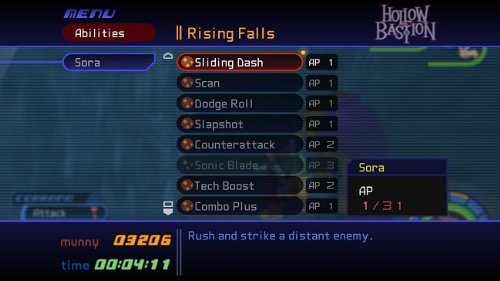 MENU
Abilities
Rising Falls
HOLLOW
BASTION
Sora
Sliding Dash AP 1
Scan AP 1
Dodge Roll AP 1
Slapshot AP 1
Counterattack AP 2
Sonic Blade AP 3
Tech Boost AP 2
Combo Plus AP 1
Sora
AP
1/31
COMMAND
Attack
munny 03206
time 00:04:11
Rush and strike a distant enemy.